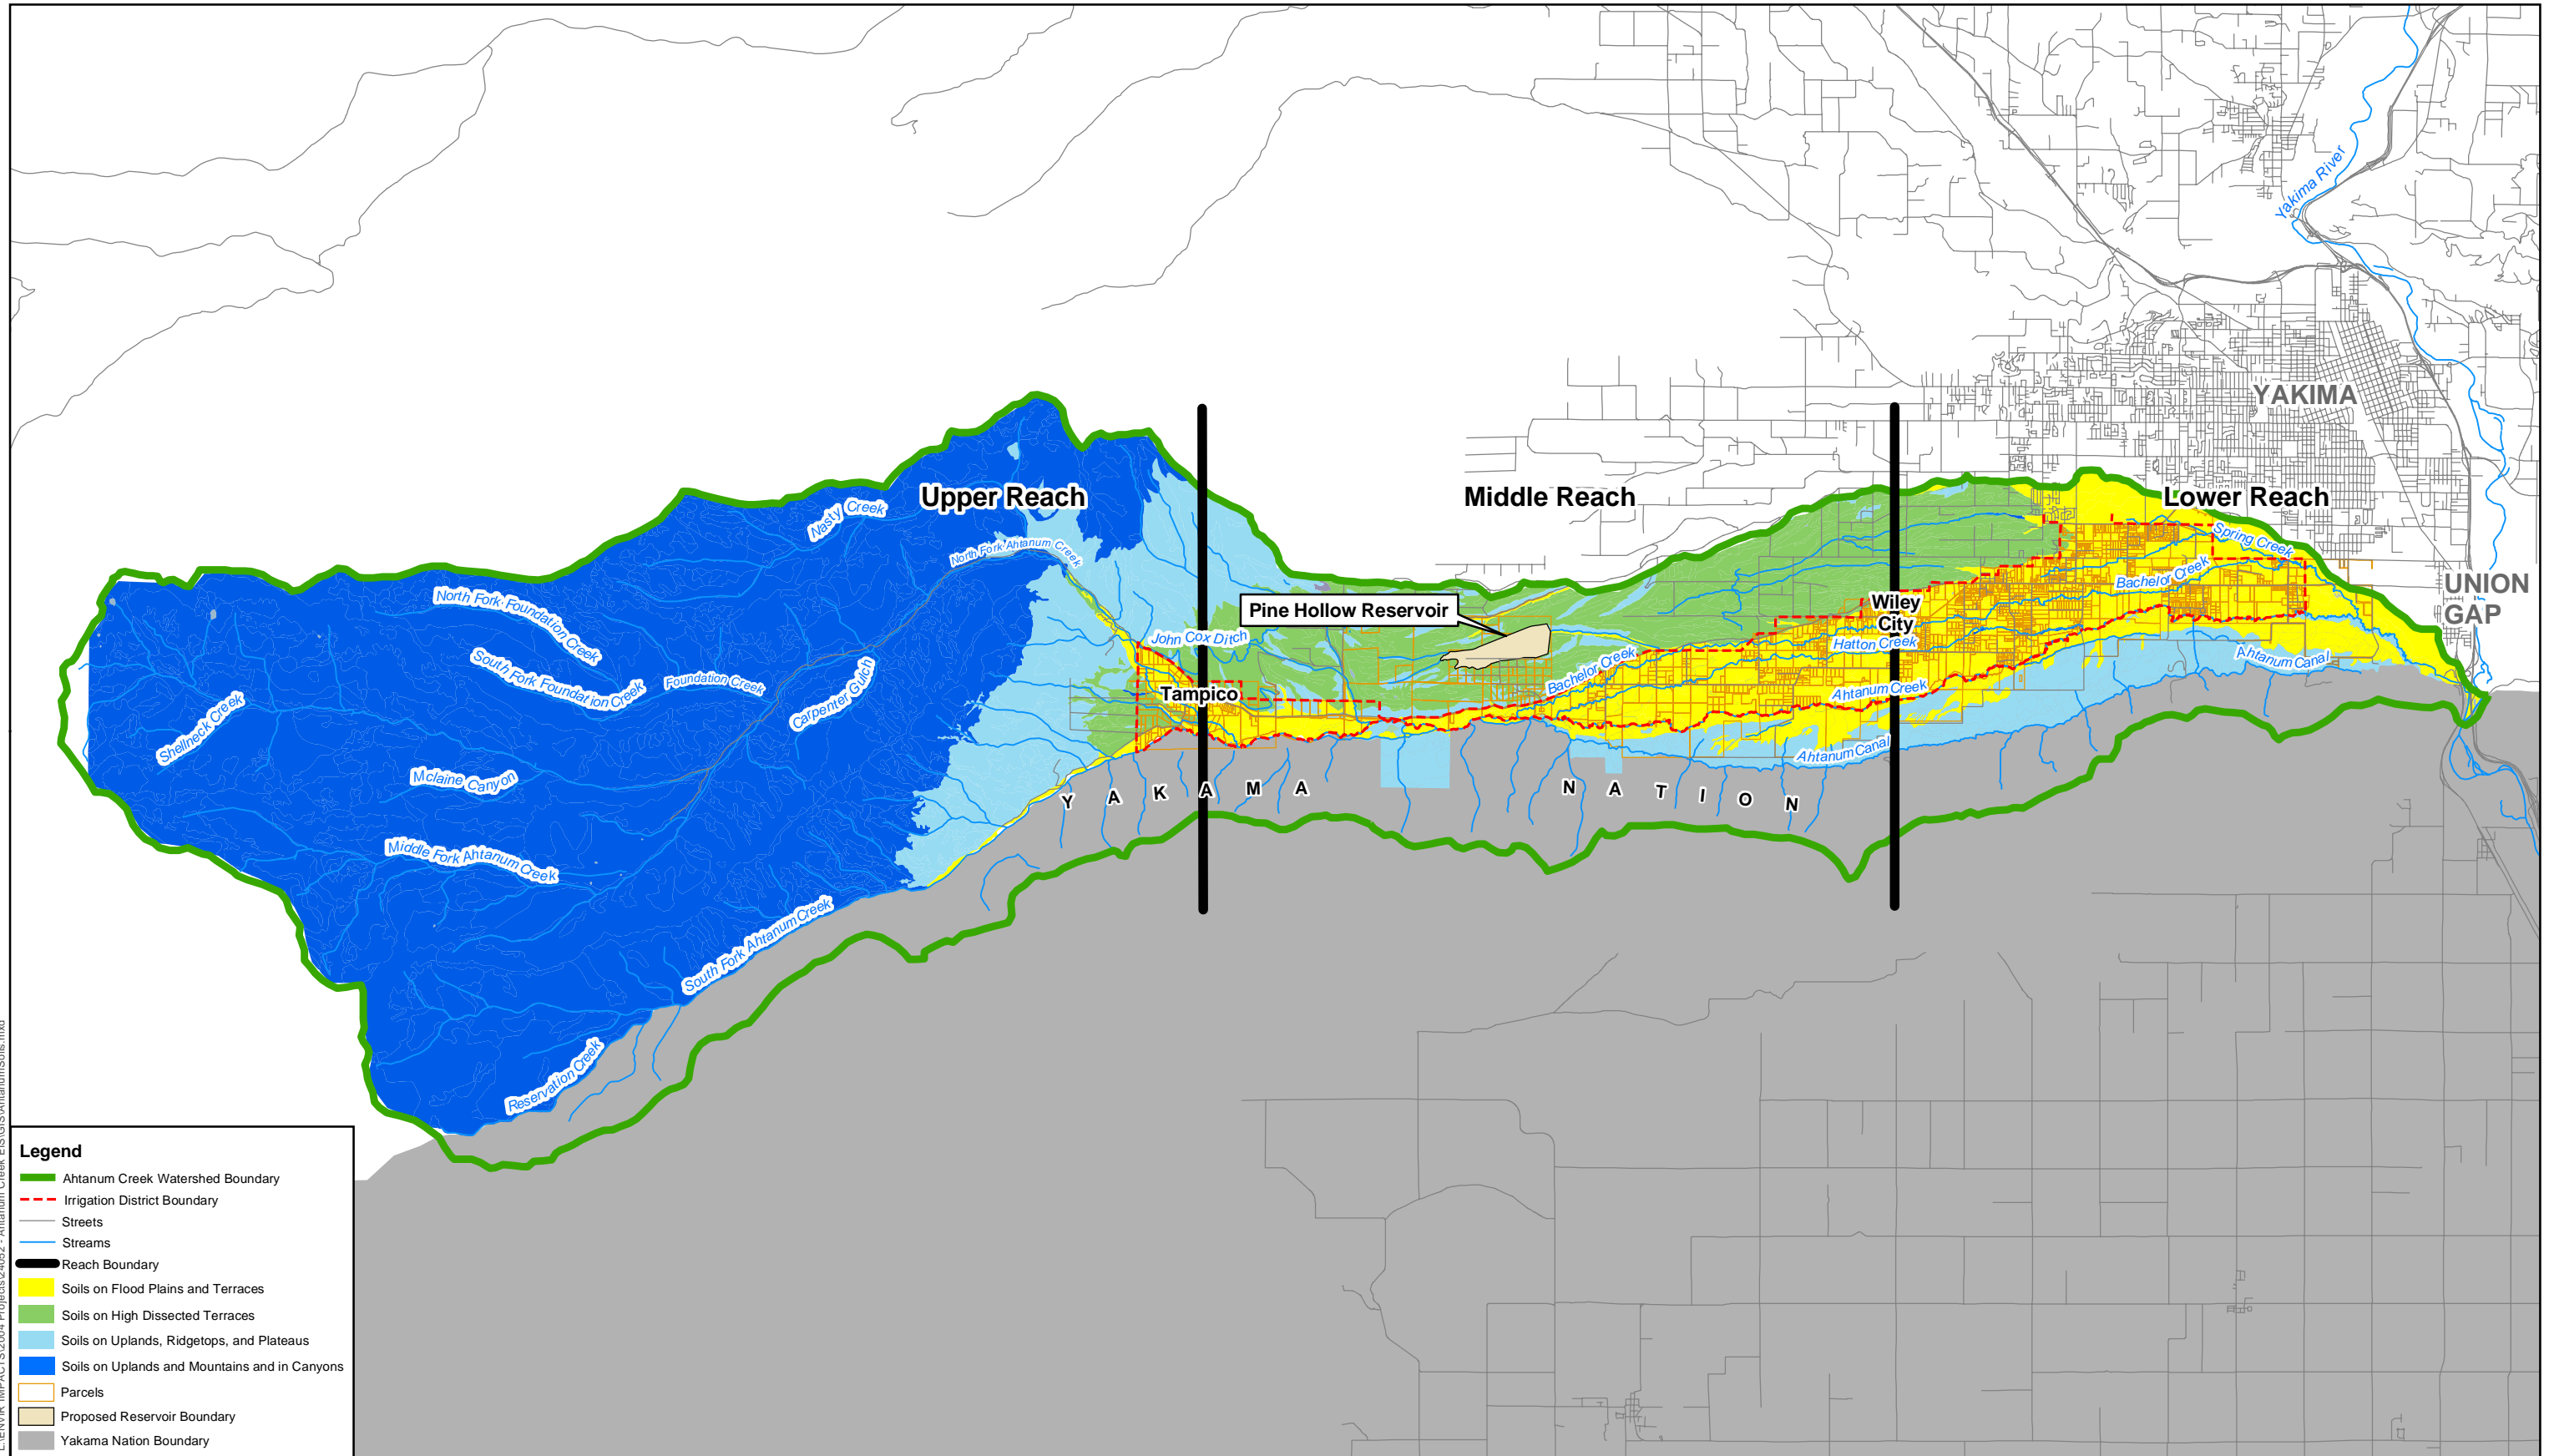 Yakima River
YAKIMA
Upper Reach
Middle Reach
Lower Reach
Nasty Creek
North Fork Ahtanum Creek
Spring Creek
Bachelor Creek
UNION
GAP
North Fork Foundation Creek
Pine Hollow Reservoir
Wiley
City
John Cox Ditch
Hatton Creek
South Fork Foundation Creek
Foundation Creek
Carpenter Gulch
Bachelor Creek
Ahtanum Canal
Tampico
Ahtanum Creek
Shellneck Creek
Mclaine Canyon
Ahtanum Canal
YAKAMA NATION
Middle Fork Ahtanum Creek
South Fork Ahtanum Creek
Reservation Creek
Legend
Ahtanum Creek Watershed Boundary
Irrigation District Boundary
Streets
Streams
Reach Boundary
Soils on Flood Plains and Terraces
Soils on High Dissected Terraces
Soils on Uplands, Ridgetops, and Plateaus
Soils on Uplands and Mountains and in Canyons
Parcels
Proposed Reservoir Boundary
Yakama Nation Boundary